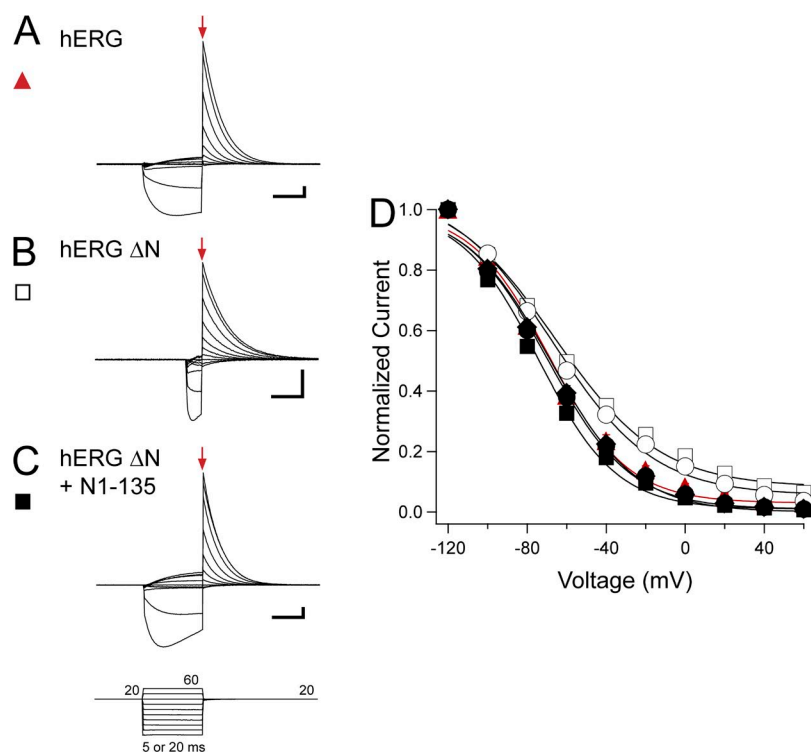 A hERG
B hERG ΔN
C hERG ΔN
+ N1-135
20 60 20
5 or 20 ms
D
1.0
0.8
0.6
0.4
0.2
0.0
Normalized Current
-120 -80 -40 0 40
Voltage (mV)